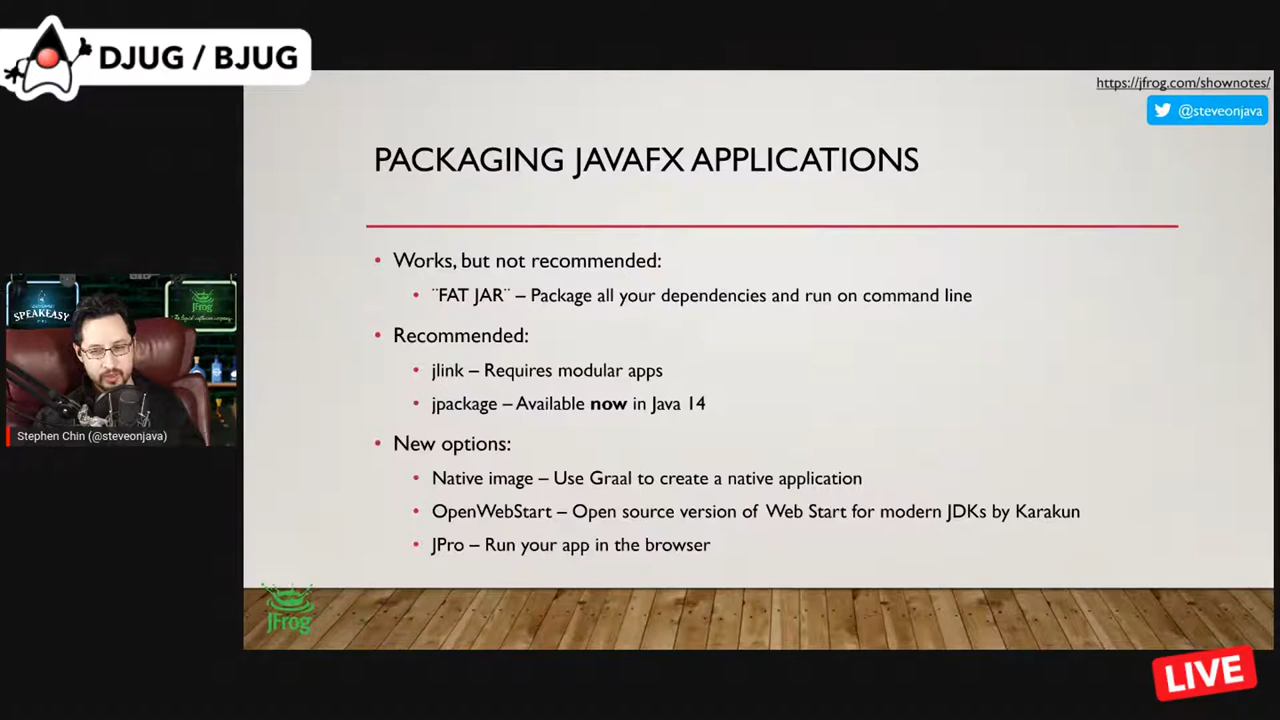 DJUG / BJUG
https://jfrog.com/shownotes/
@steveonjava
PACKAGING JAVAFX APPLICATIONS
• Works, but not recommended:
• ¨FAT JAR¨ – Package all your dependencies and run on command line
• Recommended:
• jlink – Requires modular apps
• jpackage – Available now in Java 14
• New options:
• Native image – Use Graal to create a native application
• OpenWebStart – Open source version of Web Start for modern JDKs by Karakun
• JPro – Run your app in the browser
SPEAKEASY
JFrog
Stephen Chin (@steveonjava)
JFrog
LIVE